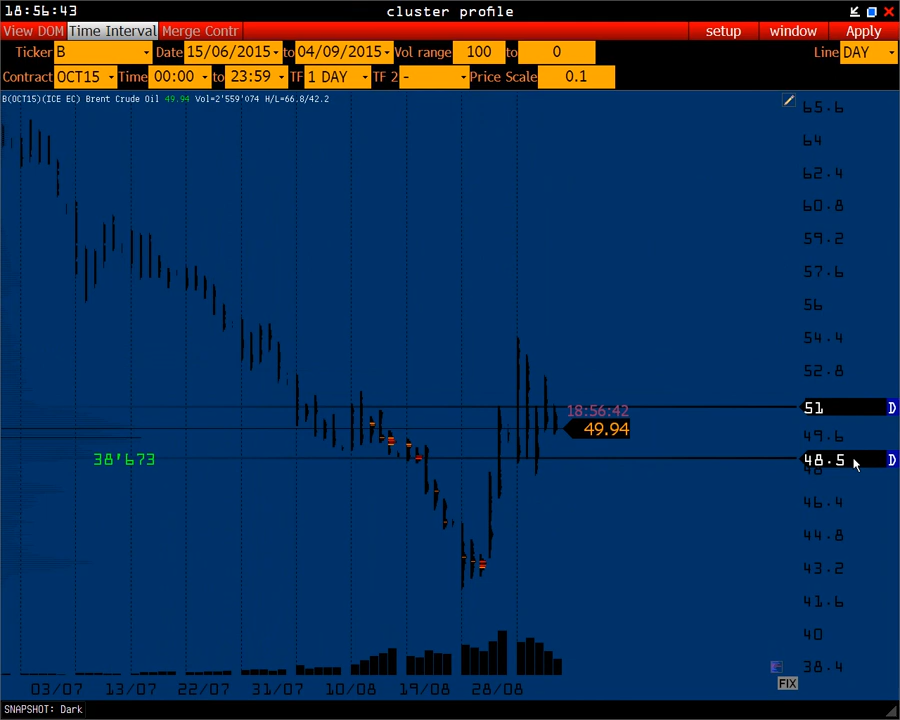 18:56:43 cluster profile
View DOM Time Interval Merge Contr setup window Apply
Ticker B Date 15/06/2015 to 04/09/2015 Vol range 100 to 0 Line DAY
Contract OCT15 Time 00:00 to 23:59 TF 1 DAY TF 2 - Price Scale 0.1
B(OCT15)(ICE EC) Brent Crude Oil 49.94 Vol=2'559'074 H/L=66.8/42.2
65.6
64
62.4
60.8
59.2
57.6
56
54.4
52.8
51 D
18:56:42
49.94
49.6
38'673
48.5 D
48
46.4
44.8
43.2
41.6
40
38.4
FIX
03/07 13/07 22/07 31/07 10/08 19/08 28/08
SNAPSHOT: Dark